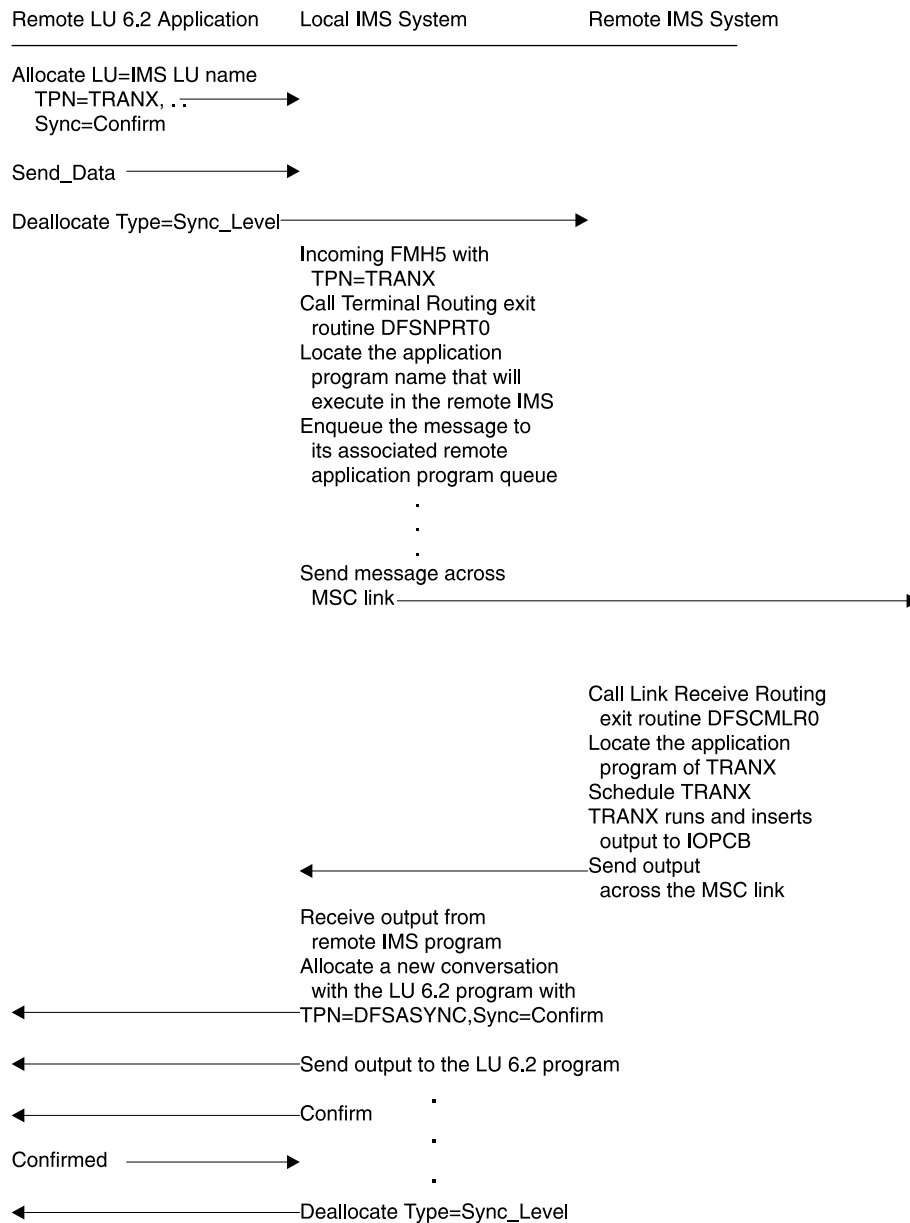 Remote LU 6.2 Application Local IMS System Remote IMS System
Allocate LU=IMS LU name
TPN=TRANX, . .
Sync=Confirm
Send_Data
Deallocate Type=Sync_Level
Incoming FMH5 with
TPN=TRANX
Call Terminal Routing exit
routine DFSNPRT0
Locate the application
program name that will
execute in the remote IMS
Enqueue the message to
its associated remote
application program queue
.
.
.
Send message across
MSC link
Call Link Receive Routing
exit routine DFSCMLR0
Locate the application
program of TRANX
Schedule TRANX
TRANX runs and inserts
output to IOPCB
Send output
across the MSC link
Receive output from
remote IMS program
Allocate a new conversation
with the LU 6.2 program with
TPN=DFSASYNC,Sync=Confirm
Send output to the LU 6.2 program
.
Confirm
.
Confirmed
.
Deallocate Type=Sync_Level